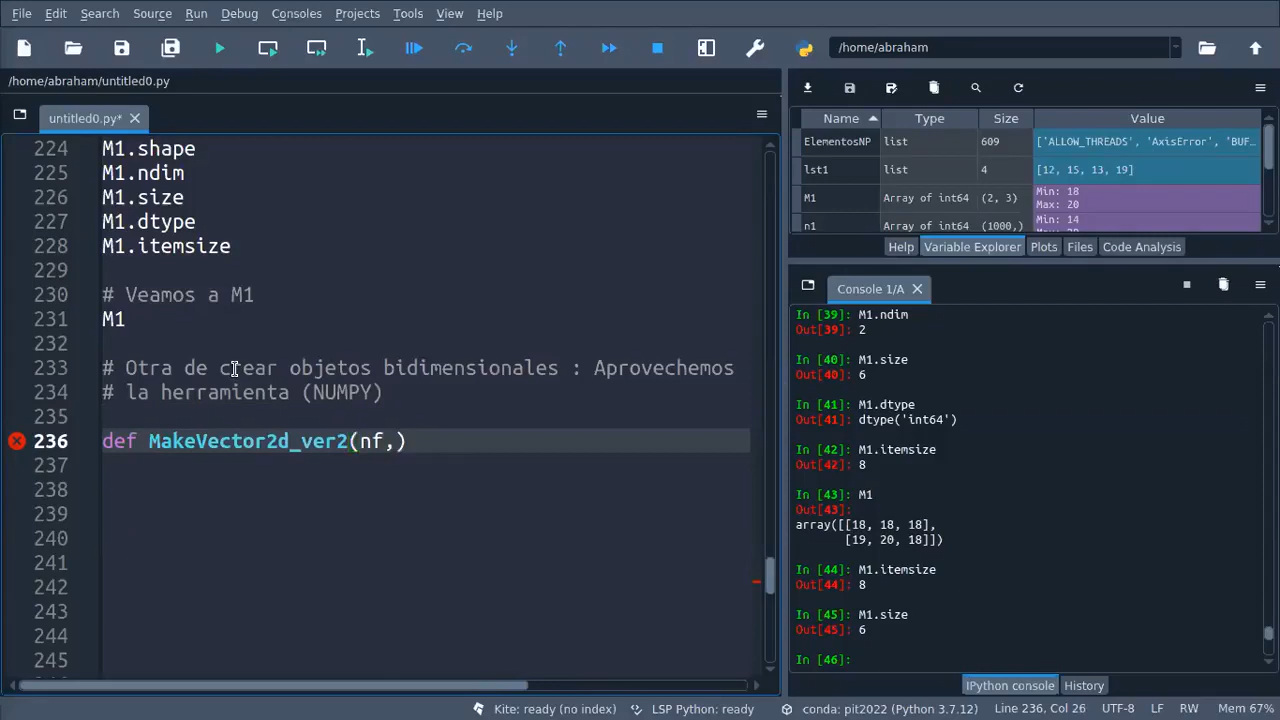 File Edit Search Source Run Debug Consoles Projects Tools View Help
/home/abraham
/home/abraham/untitled0.py
untitled0.py*
224 M1.shape
225 M1.ndim
226 M1.size
227 M1.dtype
228 M1.itemsize
229
230 # Veamos a M1
231 M1
232
233 # Otra de crear objetos bidimensionales : Aprovechemos
234 # la herramienta (NUMPY)
235
236 def MakeVector2d_ver2(nf,)
237
238
239
240
241
242
243
244
245
Name Type Size Value
ElementosNP list 609 ['ALLOW_THREADS', 'AxisError', 'BUF…
lst1 list 4 [12, 15, 13, 19]
M1 Array of int64 (2, 3) Min: 18
Max: 20
n1 Array of int64 (1000,) Min: 14
Help Variable Explorer Plots Files Code Analysis
Console 1/A
In [39]: M1.ndim
Out[39]: 2
In [40]: M1.size
Out[40]: 6
In [41]: M1.dtype
Out[41]: dtype('int64')
In [42]: M1.itemsize
Out[42]: 8
In [43]: M1
Out[43]:
array([[18, 18, 18],
[19, 20, 18]])
In [44]: M1.itemsize
Out[44]: 8
In [45]: M1.size
Out[45]: 6
In [46]:
IPython console History
Kite: ready (no index) LSP Python: ready conda: pit2022 (Python 3.7.12) Line 236, Col 26 UTF-8 LF RW Mem 67%